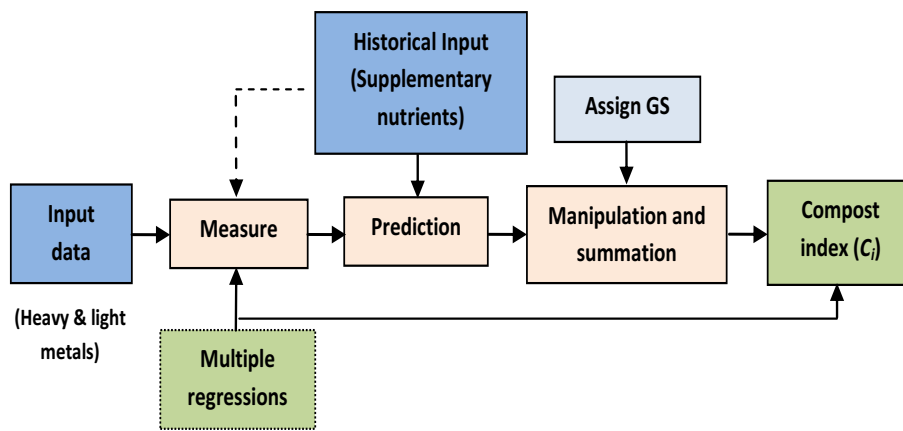 Historical Input
(Supplementary
nutrients)
Assign GS
Input
data
Measure
Prediction
Manipulation and
summation
Compost
index (Ci)
(Heavy & light
metals)
Multiple
regressions